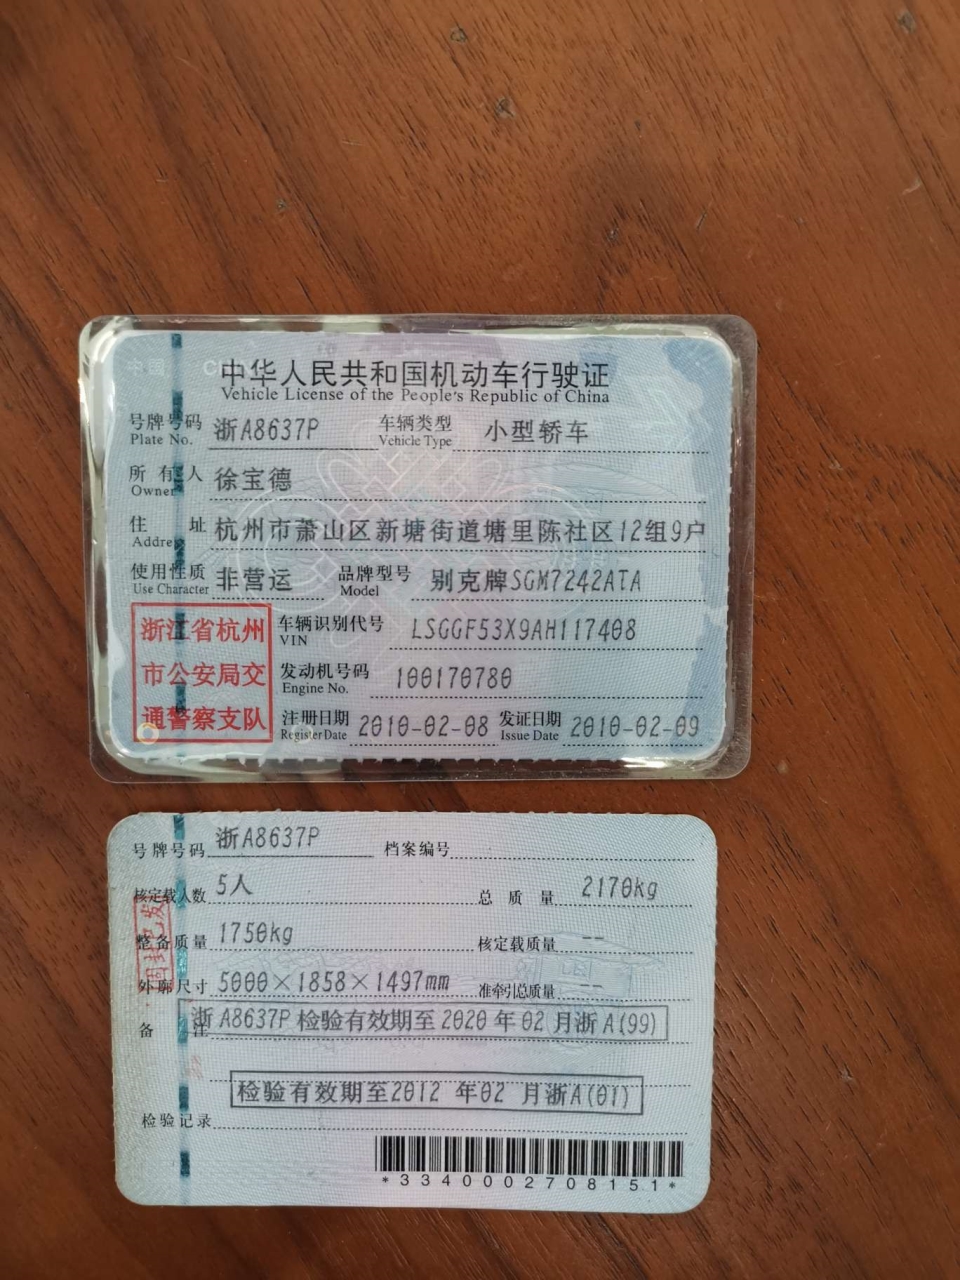 中华人民共和国机动车行驶证
Vehicle License of the People's Republic of China
号牌号码 浙A8637P 车辆类型 小型轿车
Plate No. Vehicle Type
所有人 徐宝德
Owner
住址 杭州市萧山区新塘街道塘里陈社区12组9户
Address
使用性质 非营运 品牌型号 别克牌SGM7242ATA
Use Character Model
浙江省杭州
市公安局交
通警察支队
车辆识别代号 LSGGF53X9AH117408
VIN
发动机号码 100170780
Engine No.
注册日期 2010-02-08 发证日期 2010-02-09
Register Date Issue Date
号牌号码 浙A8637P 档案编号
核定载人数 5人 总质量 2170kg
整备质量 1750kg 核定载质量 --
外廓尺寸 5000×1858×1497mm 准牵引总质量 --
备注 浙A8637P 检验有效期至2020年02月浙A(99)
检验有效期至2012 年02 月浙A(01)
检验记录
*3340002708151*